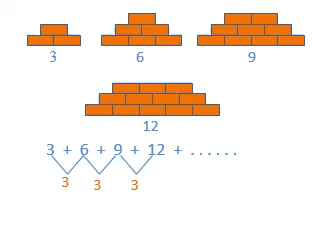 3 6 9
12
3 + 6 + 9 + 12 + . . . . . .
3 3 3